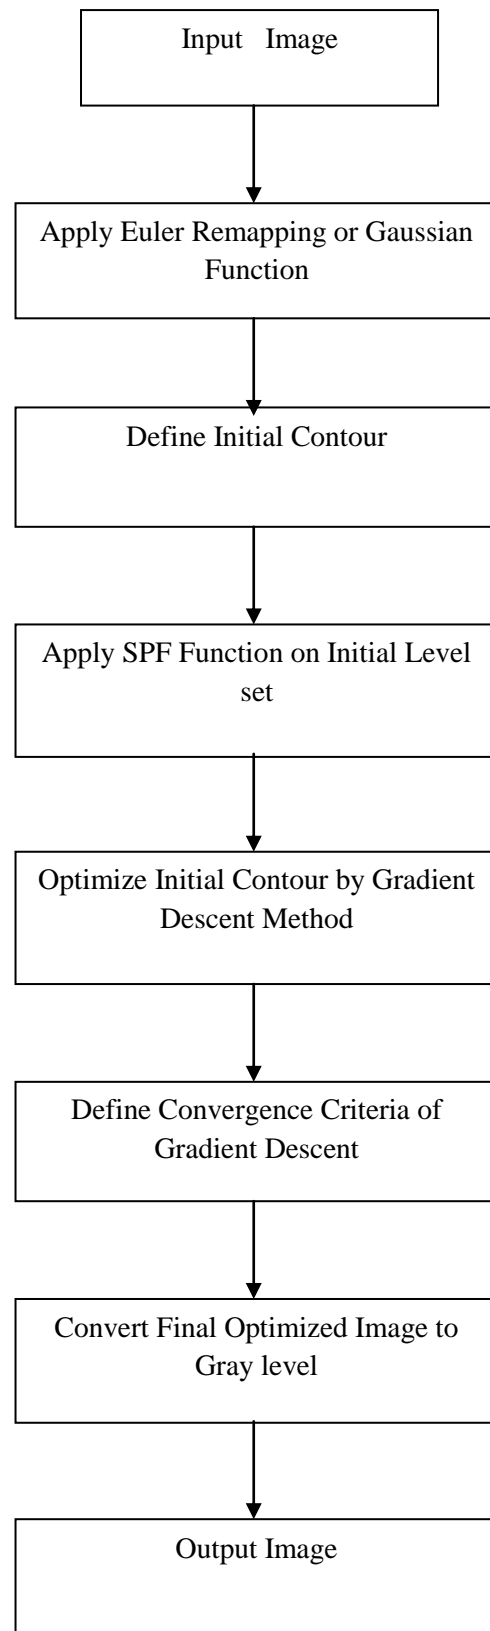 Input Image
Apply Euler Remapping or Gaussian
Function
Define Initial Contour
Apply SPF Function on Initial Level
set
Optimize Initial Contour by Gradient
Descent Method
Define Convergence Criteria of
Gradient Descent
Convert Final Optimized Image to
Gray level
Output Image